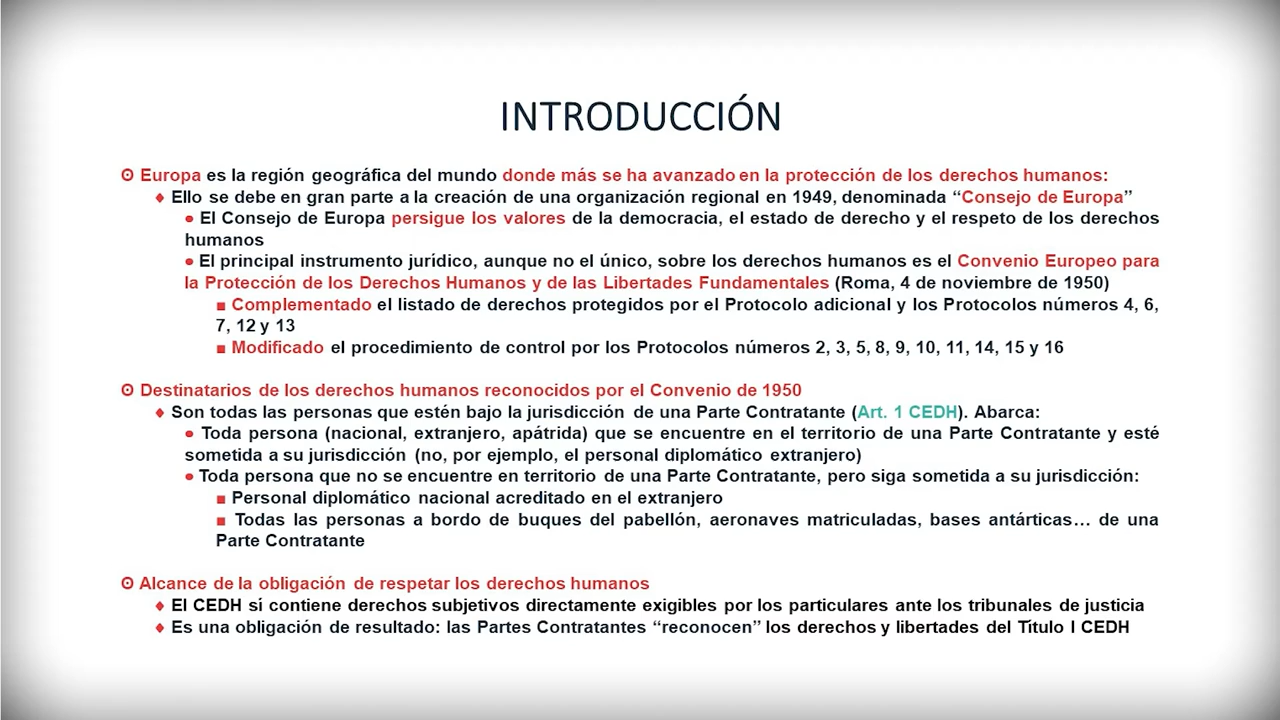 INTRODUCCIÓN
⊙ Europa es la región geográfica del mundo donde más se ha avanzado en la protección de los derechos humanos:
♦ Ello se debe en gran parte a la creación de una organización regional en 1949, denominada “Consejo de Europa”
● El Consejo de Europa persigue los valores de la democracia, el estado de derecho y el respeto de los derechos
humanos
● El principal instrumento jurídico, aunque no el único, sobre los derechos humanos es el Convenio Europeo para
la Protección de los Derechos Humanos y de las Libertades Fundamentales (Roma, 4 de noviembre de 1950)
■ Complementado el listado de derechos protegidos por el Protocolo adicional y los Protocolos números 4, 6,
7, 12 y 13
■ Modificado el procedimiento de control por los Protocolos números 2, 3, 5, 8, 9, 10, 11, 14, 15 y 16
⊙ Destinatarios de los derechos humanos reconocidos por el Convenio de 1950
♦ Son todas las personas que estén bajo la jurisdicción de una Parte Contratante (Art. 1 CEDH). Abarca:
● Toda persona (nacional, extranjero, apátrida) que se encuentre en el territorio de una Parte Contratante y esté
sometida a su jurisdicción (no, por ejemplo, el personal diplomático extranjero)
● Toda persona que no se encuentre en territorio de una Parte Contratante, pero siga sometida a su jurisdicción:
■ Personal diplomático nacional acreditado en el extranjero
■ Todas las personas a bordo de buques del pabellón, aeronaves matriculadas, bases antárticas… de una
Parte Contratante
⊙ Alcance de la obligación de respetar los derechos humanos
♦ El CEDH sí contiene derechos subjetivos directamente exigibles por los particulares ante los tribunales de justicia
♦ Es una obligación de resultado: las Partes Contratantes “reconocen” los derechos y libertades del Título I CEDH